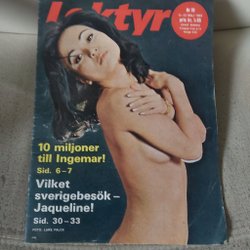 Lektyr
10 miljoner
till Ingemar!
Sid. 6-7
Vilket
sverigebesök –
Jaqueline!
Sid. 30-33